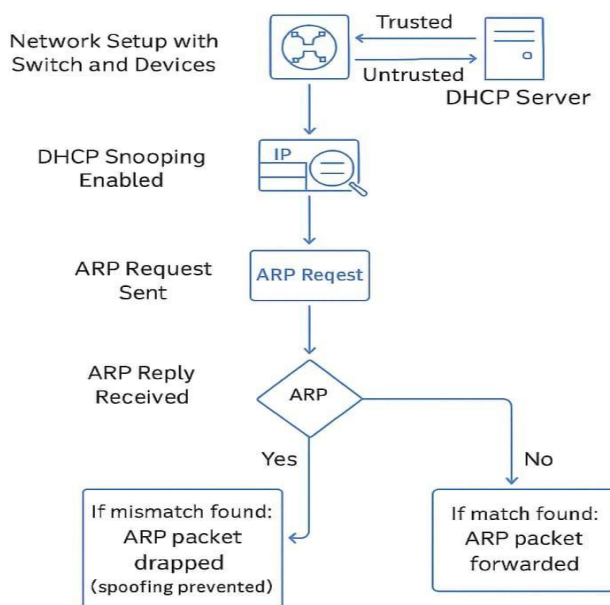 Network Setup with
Switch and Devices
Trusted
Untrusted
DHCP Server
DHCP Snooping
Enabled
IP
ARP Request
Sent
ARP Reqest
ARP Reply
Received
ARP
Yes
No
If mismatch found:
ARP packet
drapped
(spoofing prevented)
If match found:
ARP packet
forwarded